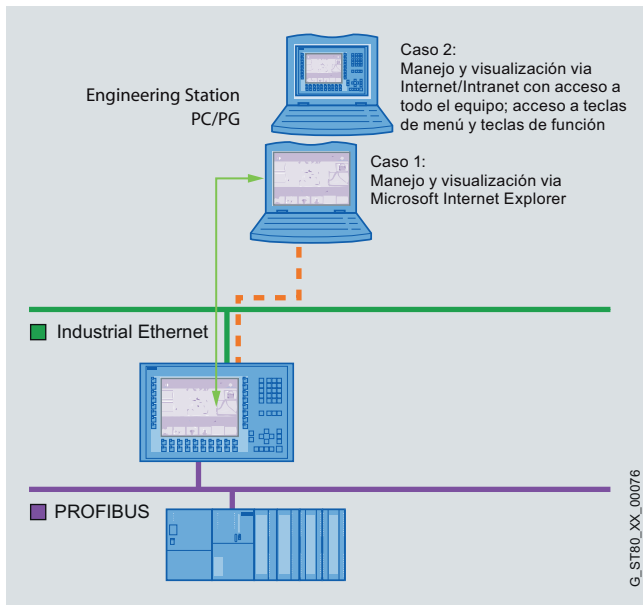 Caso 2:
Manejo y visualización via
Internet/Intranet con acceso a
todo el equipo; acceso a teclas
de menú y teclas de función
Engineering Station
PC/PG
Caso 1:
Manejo y visualización via
Microsoft Internet Explorer
Industrial Ethernet
PROFIBUS
G_ST80_XX_00076